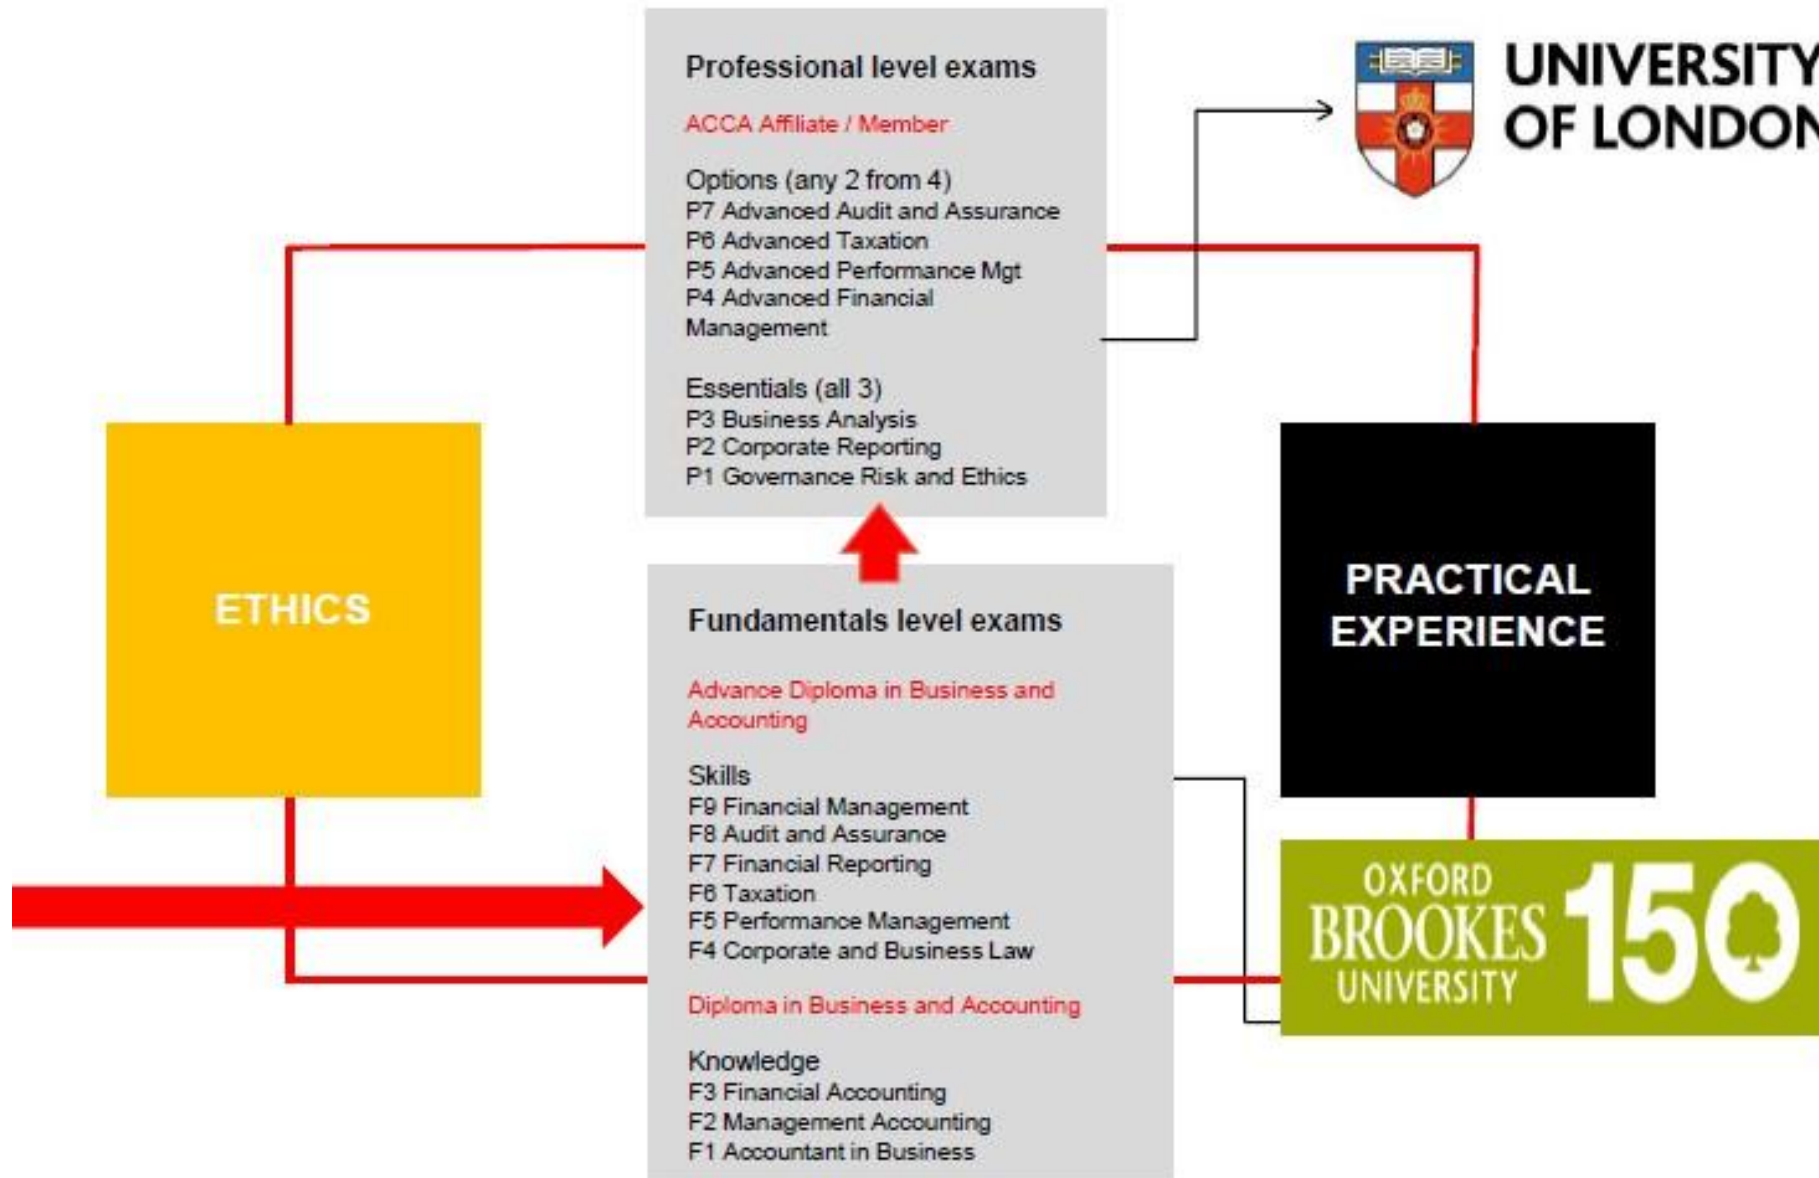 Professional level exams
ACCA Affiliate / Member
Options (any 2 from 4)
P7 Advanced Audit and Assurance
P6 Advanced Taxation
P5 Advanced Performance Mgt
P4 Advanced Financial
Management
Essentials (all 3)
P3 Business Analysis
P2 Corporate Reporting
P1 Governance Risk and Ethics
UNIVERSITY
OF LONDON
ETHICS
PRACTICAL
EXPERIENCE
Fundamentals level exams
Advance Diploma in Business and
Accounting
Skills
F9 Financial Management
F8 Audit and Assurance
F7 Financial Reporting
F6 Taxation
F5 Performance Management
F4 Corporate and Business Law
Diploma in Business and Accounting
Knowledge
F3 Financial Accounting
F2 Management Accounting
F1 Accountant in Business
OXFORD
BROOKES
UNIVERSITY
150